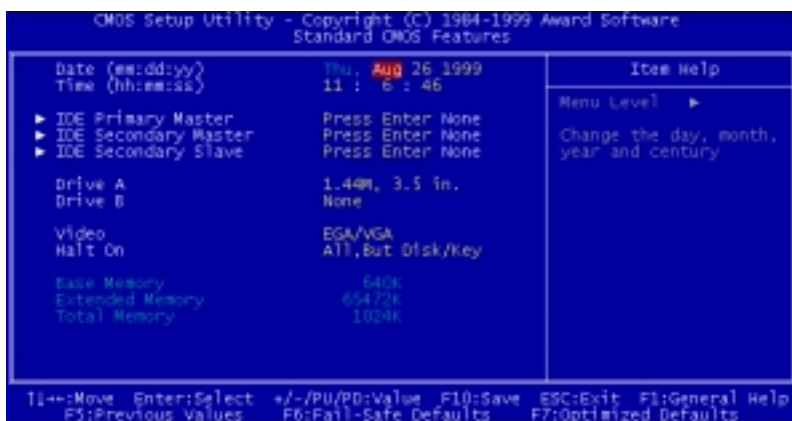 CMOS Setup Utility - Copyright (C) 1984-1999 Award Software
Standard CMOS Features
Date (mm:dd:yy) Thu, Aug 26 1999
Time (hh:mm:ss) 11 : 6 : 46
► IDE Primary Master Press Enter None
► IDE Secondary Master Press Enter None
► IDE Secondary Slave Press Enter None
Drive A 1.44M, 3.5 in.
Drive B None
Video EGA/VGA
Halt On All,But Disk/Key
Base Memory 640K
Extended Memory 65472K
Total Memory 1024K
Item Help
Menu Level ►
Change the day, month,
year and century
↑↓→←:Move Enter:Select +/-/PU/PD:Value F10:Save ESC:Exit F1:General Help
F5:Previous Values F6:Fail-Safe Defaults F7:Optimized Defaults